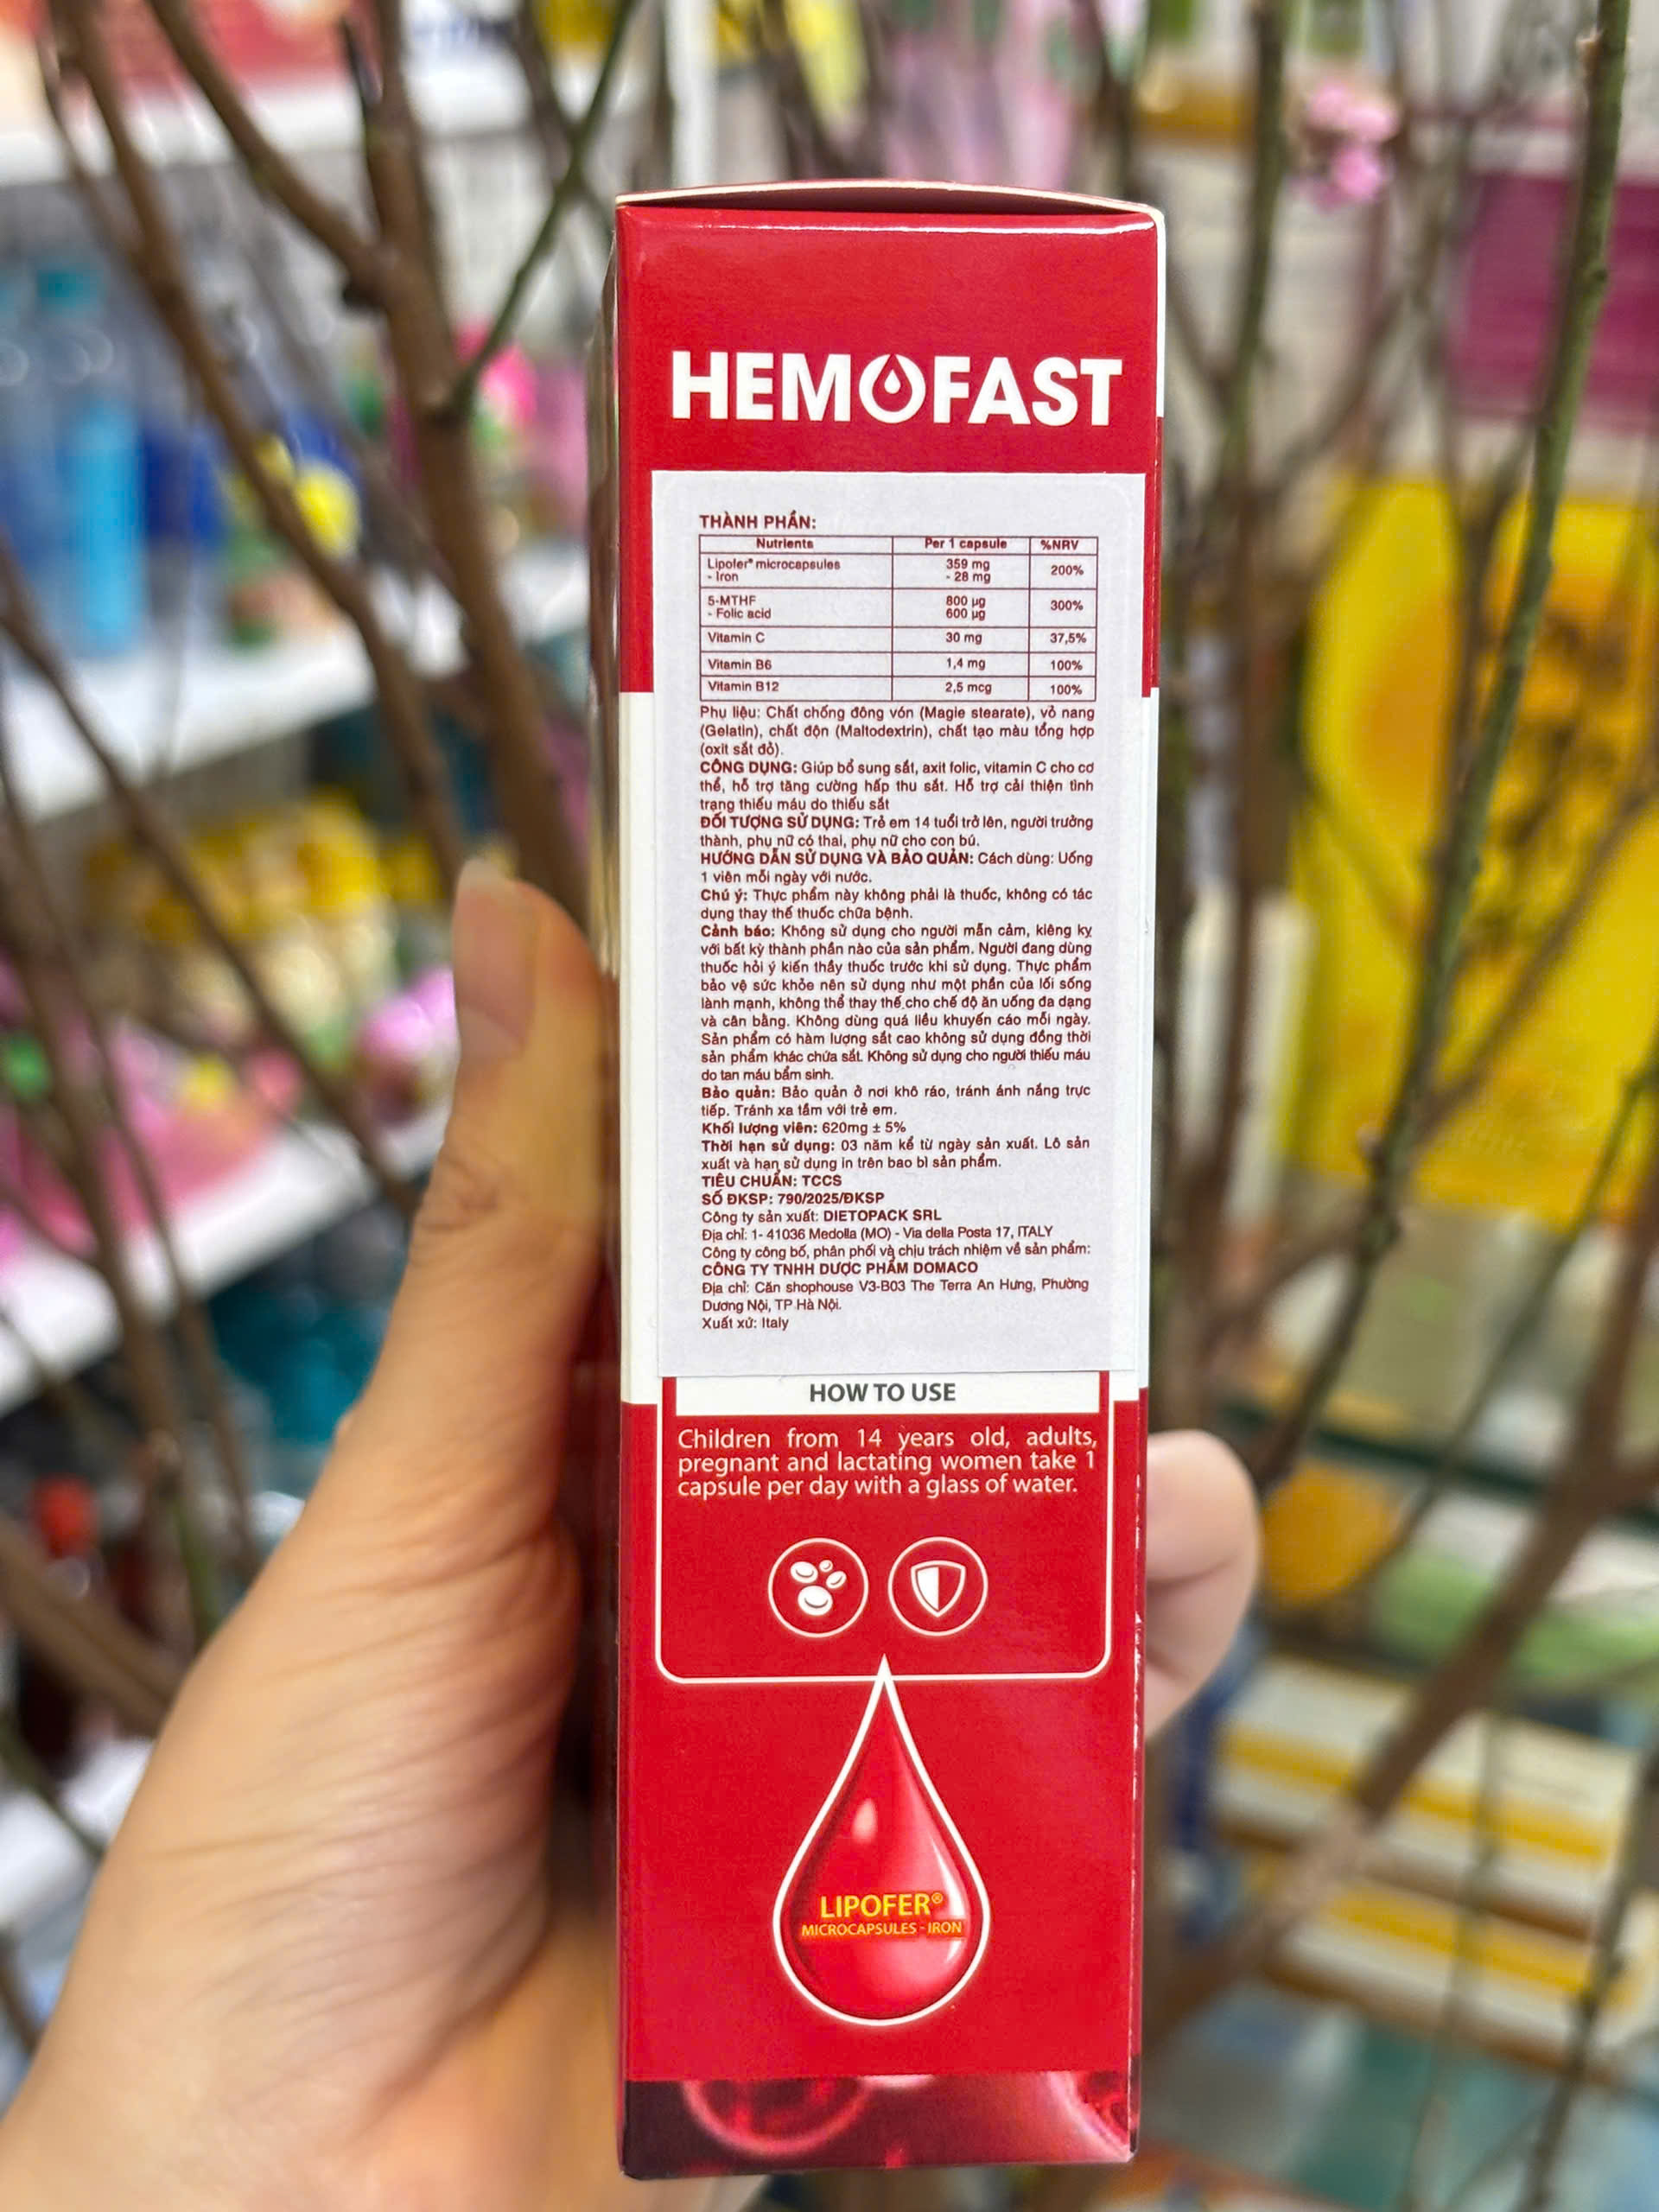 HEMOFAST
THÀNH PHẦN:
Nutrients Per 1 capsule %NRV
Lipoler® microcapsules 359 mg 200%
- Iron - 28 mg
5-MTHF 800 µg 300%
- Folic acid 600 µg
Vitamin C 30 mg 37,5%
Vitamin B6 1,4 mg 100%
Vitamin B12 2,5 mcg 100%
Phụ liệu: Chất chống đông vón (Magie stearate), vỏ nang
(Gelatin), chất độn (Maltodextrin), chất tạo màu tổng hợp
(oxit sắt đỏ).
CÔNG DỤNG: Giúp bổ sung sắt, axit folic, vitamin C cho cơ
thể, hỗ trợ tăng cường hấp thu sắt. Hỗ trợ cải thiện tình
trạng thiếu máu do thiếu sắt
ĐỐI TƯỢNG SỬ DỤNG: Trẻ em 14 tuổi trở lên, người trưởng
thành, phụ nữ có thai, phụ nữ cho con bú.
HƯỚNG DẪN SỬ DỤNG VÀ BẢO QUẢN: Cách dùng: Uống
1 viên mỗi ngày với nước.
Chú ý: Thực phẩm này không phải là thuốc, không có tác
dụng thay thế thuốc chữa bệnh.
Cảnh báo: Không sử dụng cho người mẫn cảm, kiêng kỵ
với bất kỳ thành phần nào của sản phẩm. Người đang dùng
thuốc hỏi ý kiến thầy thuốc trước khi sử dụng. Thực phẩm
bảo vệ sức khỏe nên sử dụng như một phần của lối sống
lành mạnh, không thể thay thế cho chế độ ăn uống đa dạng
và cân bằng. Không dùng quá liều khuyến cáo mỗi ngày.
Sản phẩm có hàm lượng sắt cao không sử dụng đồng thời
sản phẩm khác chứa sắt. Không sử dụng cho người thiếu máu
do tan máu bẩm sinh.
Bảo quản: Bảo quản ở nơi khô ráo, tránh ánh nắng trực
tiếp. Tránh xa tầm với trẻ em.
Khối lượng viên: 620mg ± 5%
Thời hạn sử dụng: 03 năm kể từ ngày sản xuất. Lô sản
xuất và hạn sử dụng in trên bao bì sản phẩm.
TIÊU CHUẨN: TCCS
SỐ ĐKSP: 790/2025/ĐKSP
Công ty sản xuất: DIETOPACK SRL
Địa chỉ: 1- 41036 Medolla (MO) - Via della Posta 17, ITALY
Công ty công bố, phân phối và chịu trách nhiệm về sản phẩm:
CÔNG TY TNHH DƯỢC PHẨM DOMACO
Địa chỉ: Căn shophouse V3-B03 The Terra An Hưng, Phường
Dương Nội, TP Hà Nội.
Xuất xứ: Italy
HOW TO USE
Children from 14 years old, adults,
pregnant and lactating women take 1
capsule per day with a glass of water.
LIPOFER®
MICROCAPSULES - IRON